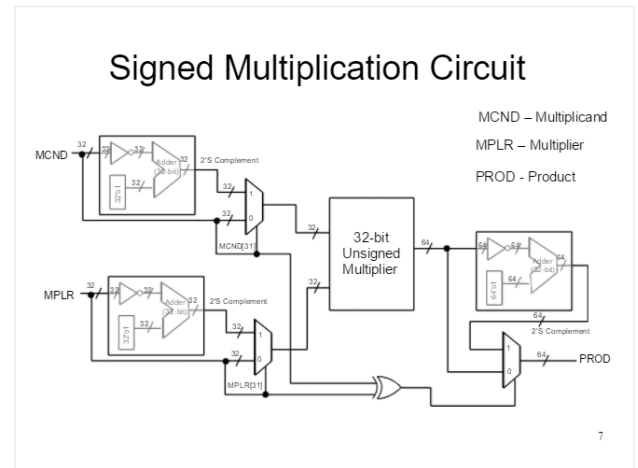 Signed Multiplication Circuit
MCND – Multiplicand
MPLR – Multiplier
PROD - Product
MCND
32
32
32
32
Adder
(32-bit)
32'b1
32
2'S Complement
32
1
32
0
MCND[31]
32
32-bit
Unsigned
Multiplier
64
64
64
64
Adder
(32-bit)
64'b1
64
64
2'S Complement
1
0
64
PROD
MPLR
32
32
32
32
Adder
(32-bit)
32'b1
32
2'S Complement
32
1
32
0
MPLR[31]
32
7